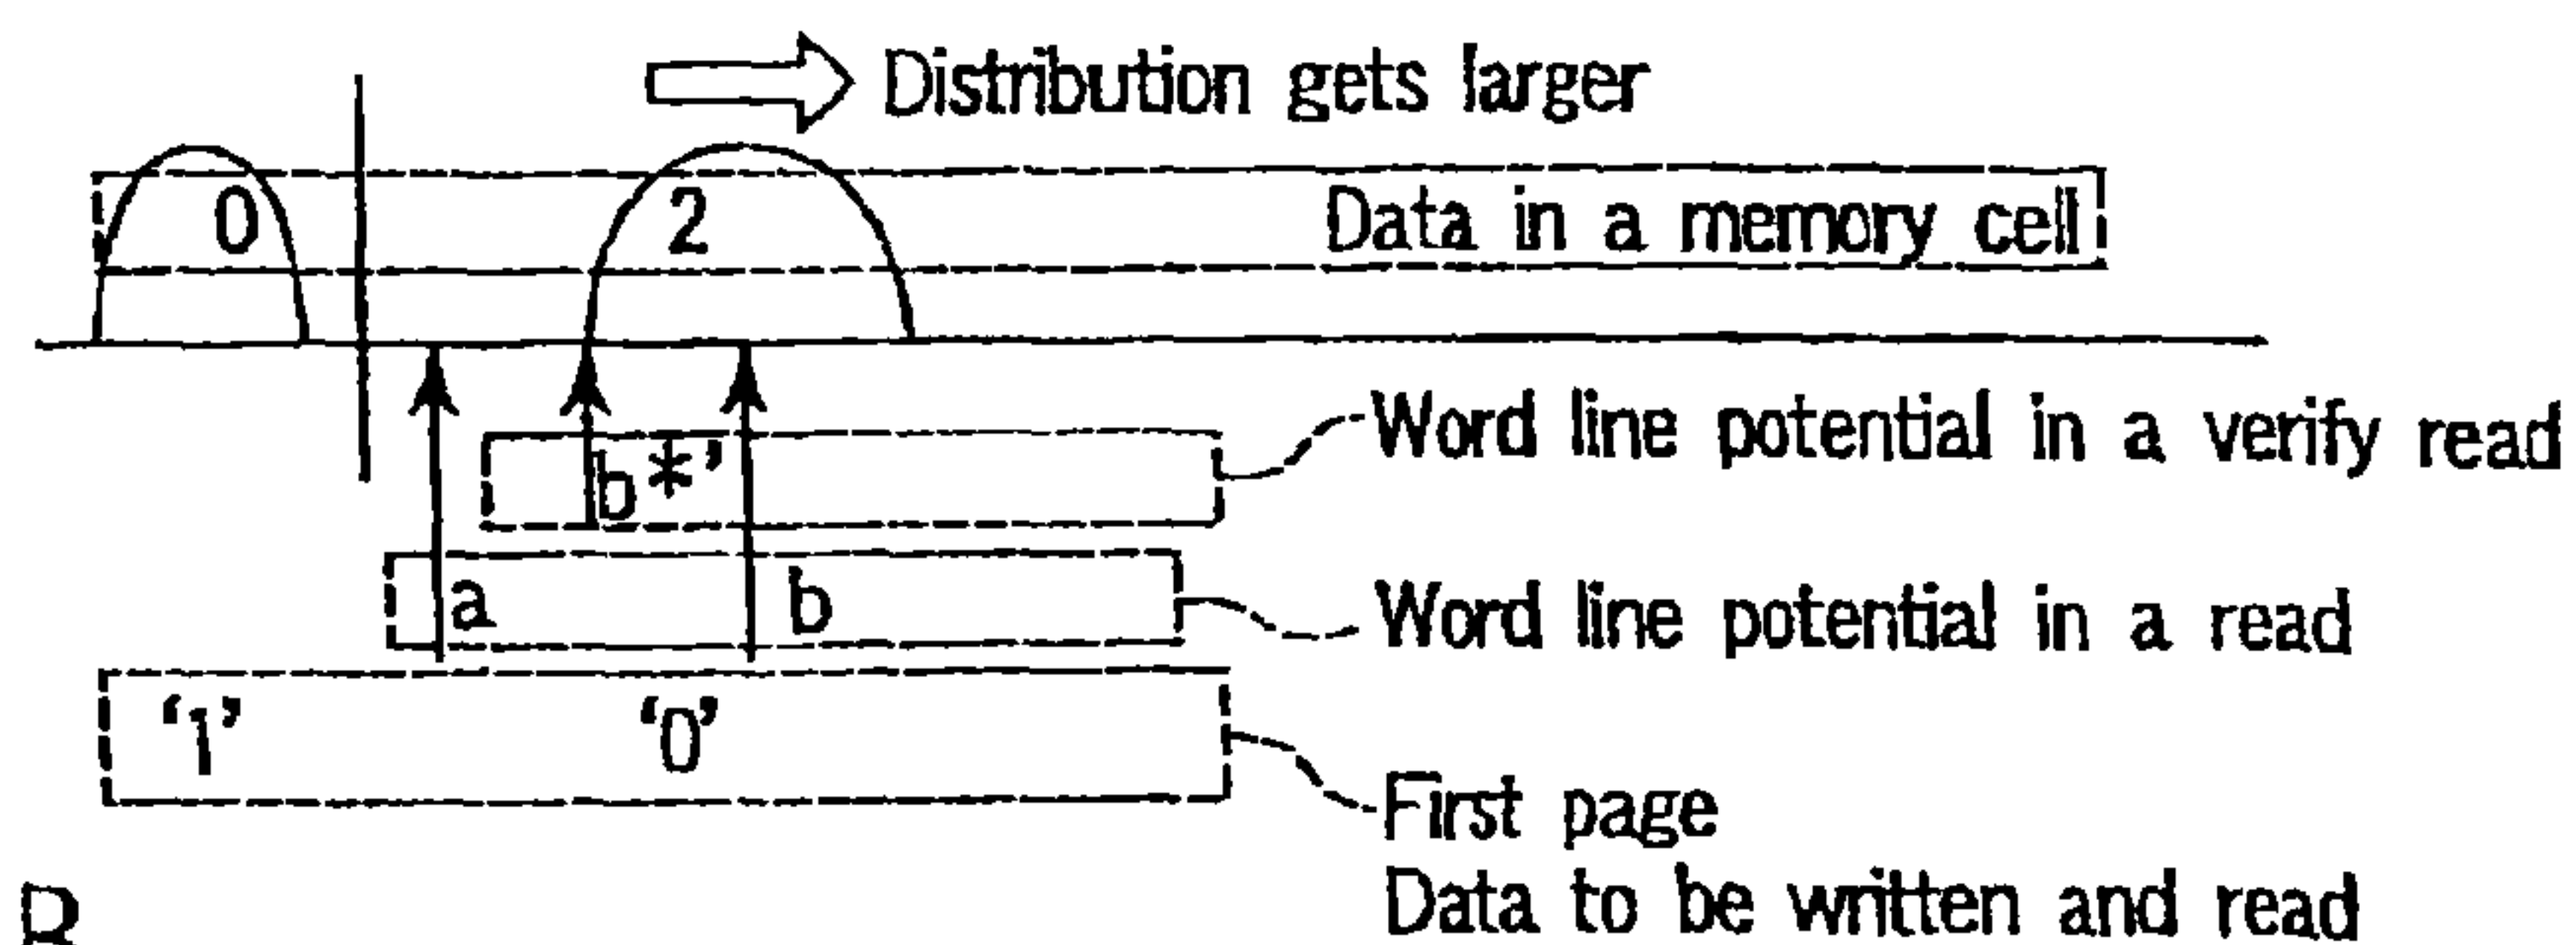 Distribution gets larger
0 2 Data in a memory cell
b*' Word line potential in a verify read
a b Word line potential in a read
'1' '0'
First page
Data to be written and read